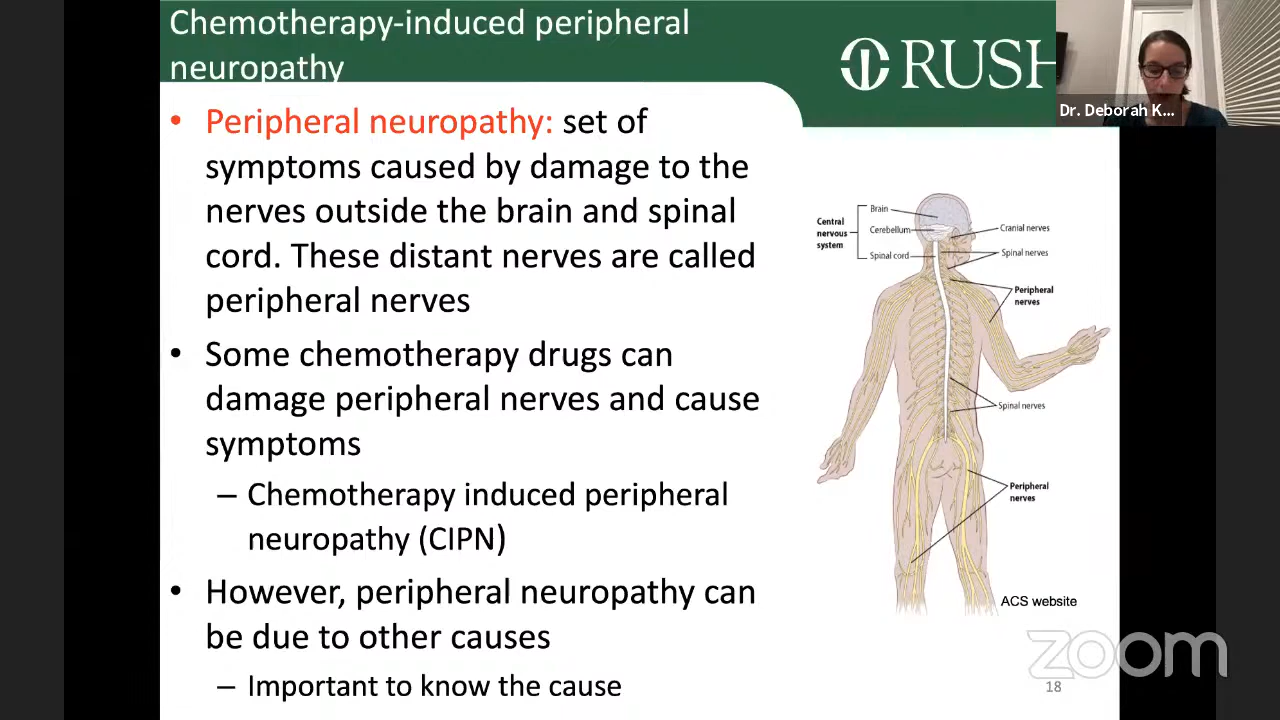 Chemotherapy-induced peripheral
neuropathy
RUSH
Dr. Deborah K...
• Peripheral neuropathy: set of
symptoms caused by damage to the
nerves outside the brain and spinal
cord. These distant nerves are called
peripheral nerves
• Some chemotherapy drugs can
damage peripheral nerves and cause
symptoms
– Chemotherapy induced peripheral
neuropathy (CIPN)
• However, peripheral neuropathy can
be due to other causes
– Important to know the cause
Central
nervous
system
Brain
Cerebellum
Spinal cord
Cranial nerves
Spinal nerves
Peripheral
nerves
Spinal nerves
Peripheral
nerves
ACS website
zoom
18